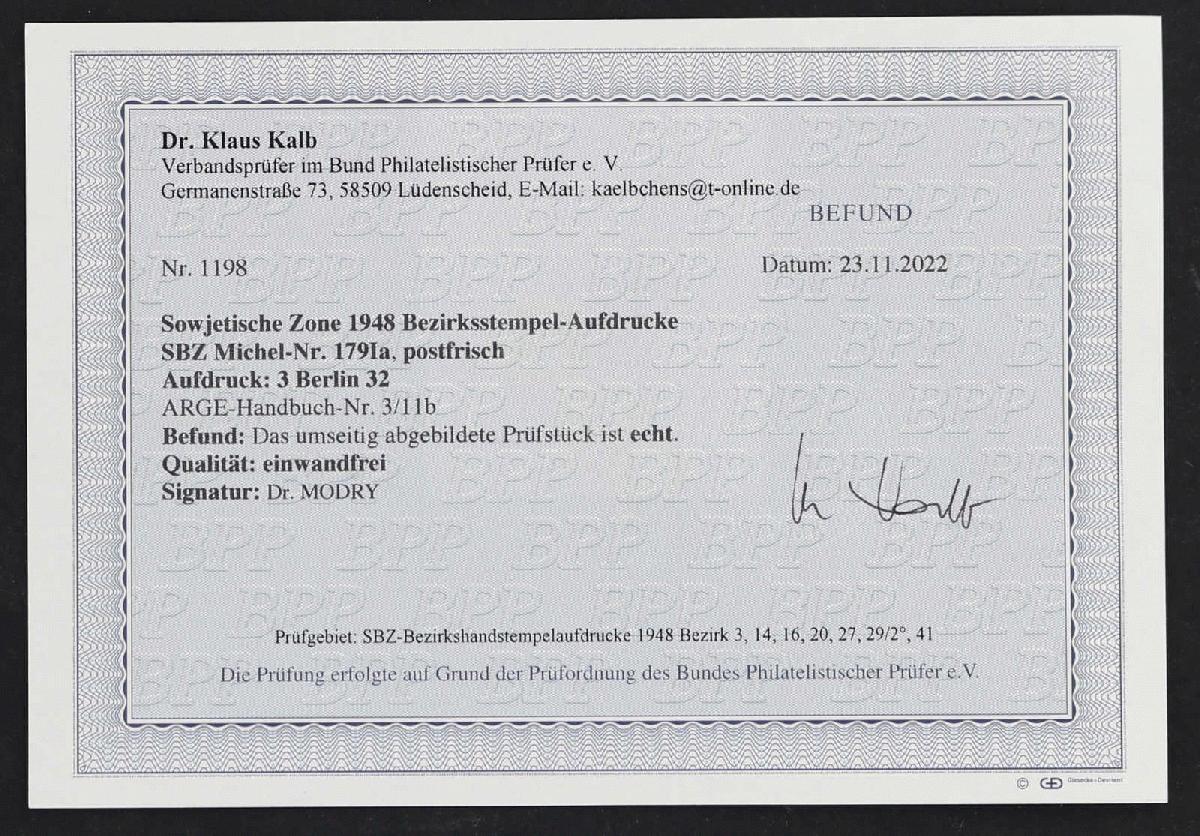 Dr. Klaus Kalb
Verbandsprüfer im Bund Philatelistischer Prüfer e. V.
Germanenstraße 73, 58509 Lüdenscheid, E-Mail: kaelbchens@t-online.de
BEFUND
Nr. 1198
Datum: 23.11.2022
Sowjetische Zone 1948 Bezirksstempel-Aufdrucke
SBZ Michel-Nr. 179Ia, postfrisch
Aufdruck: 3 Berlin 32
ARGE-Handbuch-Nr. 3/11b
Befund: Das umseitig abgebildete Prüfstück ist echt.
Qualität: einwandfrei
Signatur: Dr. MODRY
Prüfgebiet: SBZ-Bezirkshandstempelaufdrucke 1948 Bezirk 3, 14, 16, 20, 27, 29/2°, 41
Die Prüfung erfolgte auf Grund der Prüfordnung des Bundes Philatelistischer Prüfer e.V.
© GD Giesecke+Devrient